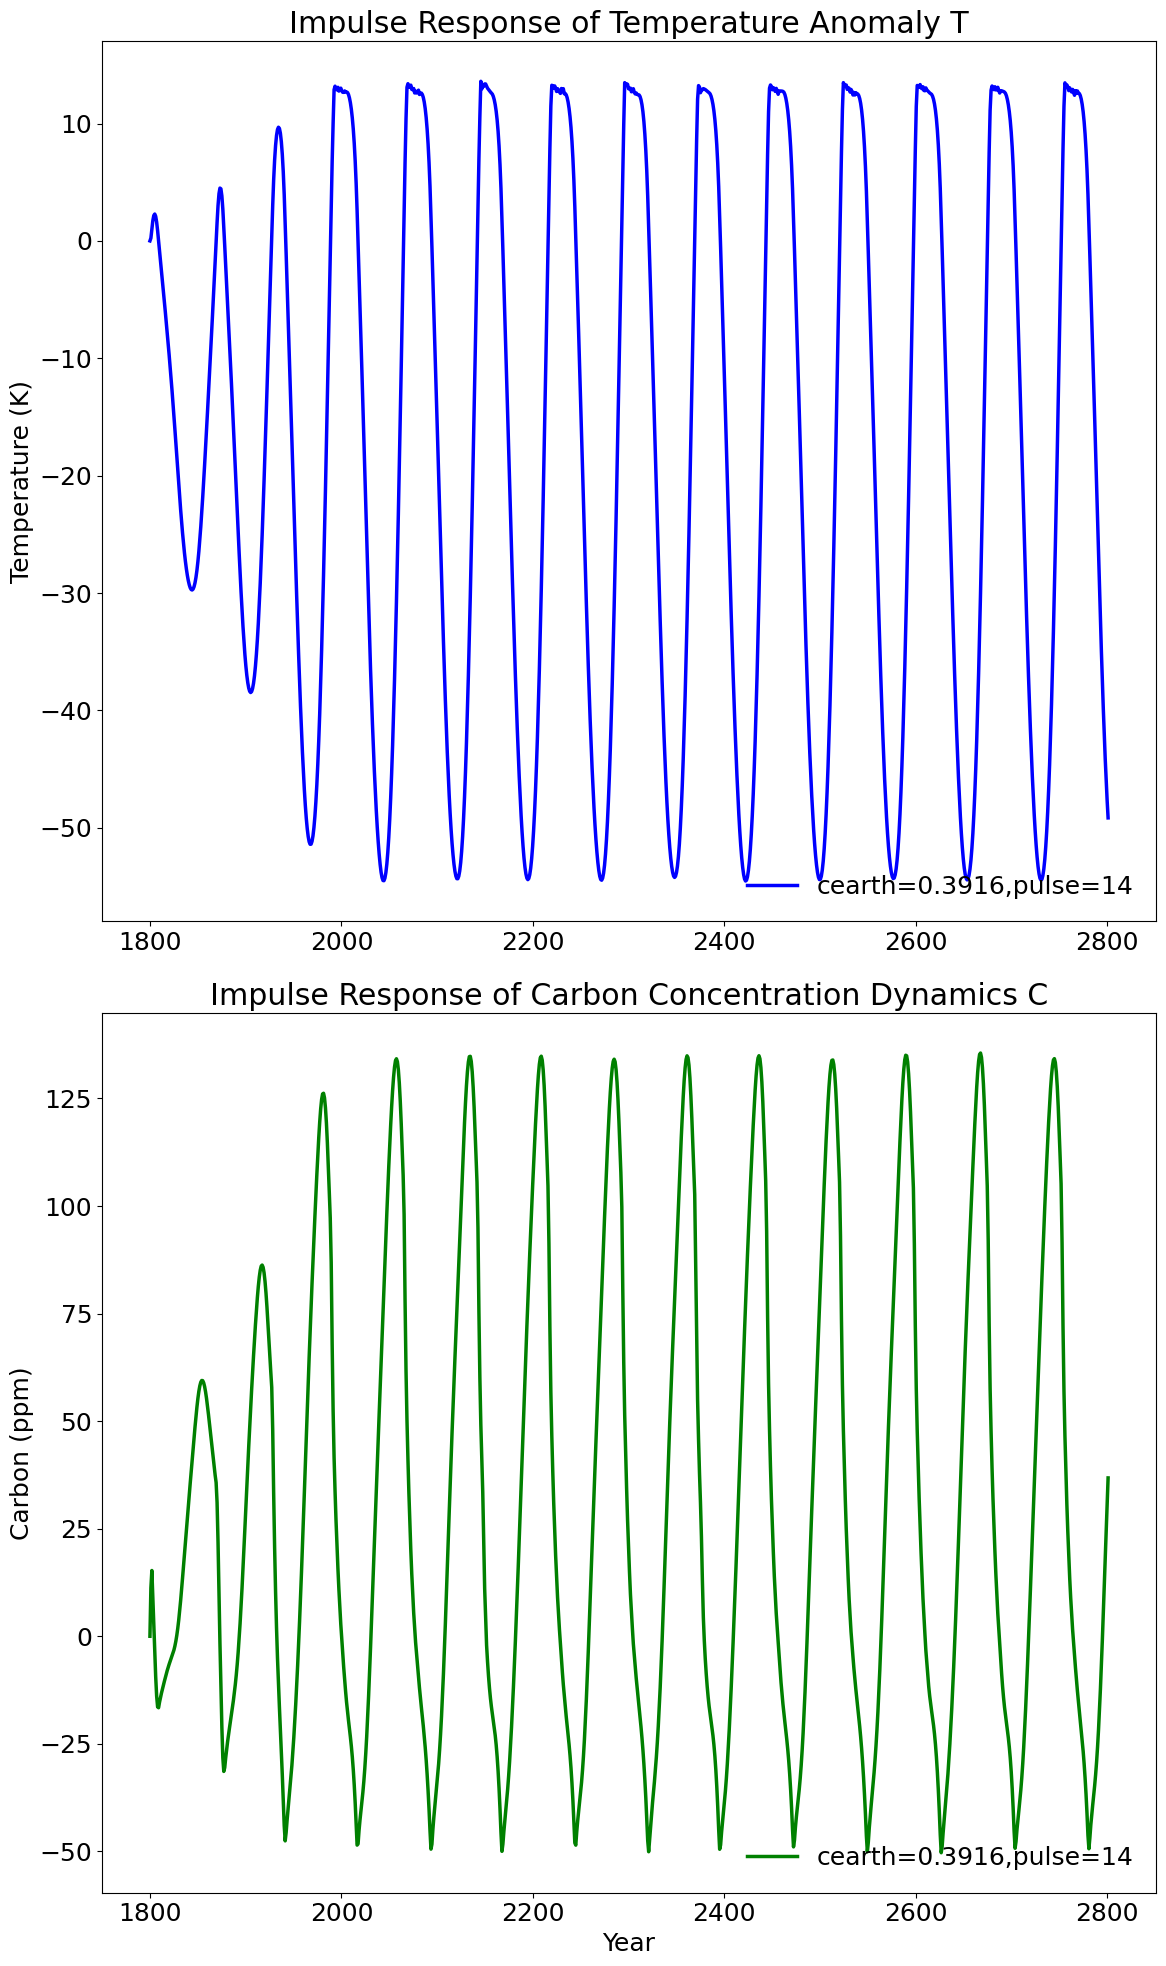 Impulse Response of Temperature Anomaly T
10
0
−10
−20
−30
−40
−50
Temperature (K)
cearth=0.3916,pulse=14
1800 2000 2200 2400 2600 2800
Impulse Response of Carbon Concentration Dynamics C
125
100
75
50
25
0
−25
−50
Carbon (ppm)
cearth=0.3916,pulse=14
1800 2000 2200 2400 2600 2800
Year